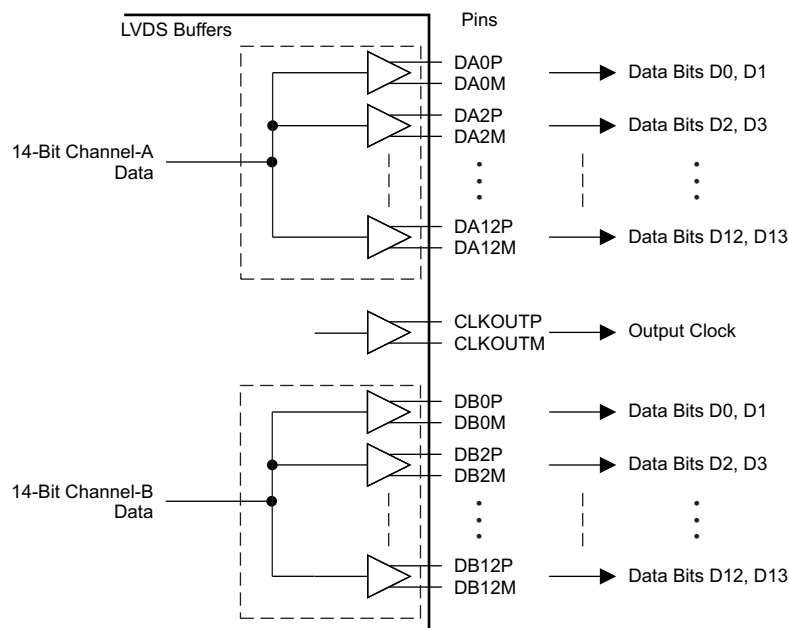 Pins
LVDS Buffers
DA0P
DA0M
Data Bits D0, D1
DA2P
DA2M
Data Bits D2, D3
14-Bit Channel-A
Data
DA12P
DA12M
Data Bits D12, D13
CLKOUTP
CLKOUTM
Output Clock
DB0P
DB0M
Data Bits D0, D1
DB2P
DB2M
Data Bits D2, D3
14-Bit Channel-B
Data
DB12P
DB12M
Data Bits D12, D13